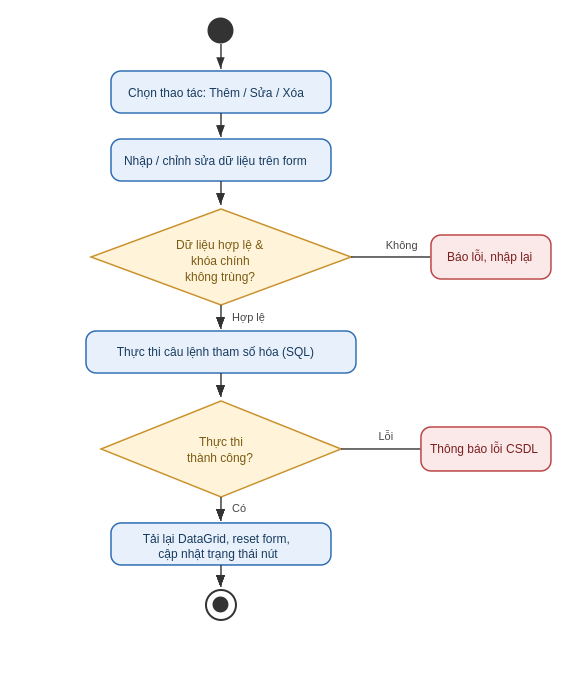 Chọn thao tác: Thêm / Sửa / Xóa
Nhập / chỉnh sửa dữ liệu trên form
Dữ liệu hợp lệ &
khóa chính
không trùng?
Không
Báo lỗi, nhập lại
Hợp lệ
Thực thi câu lệnh tham số hóa (SQL)
Thực thi
thành công?
Lỗi
Thông báo lỗi CSDL
Có
Tải lại DataGrid, reset form,
cập nhật trạng thái nút